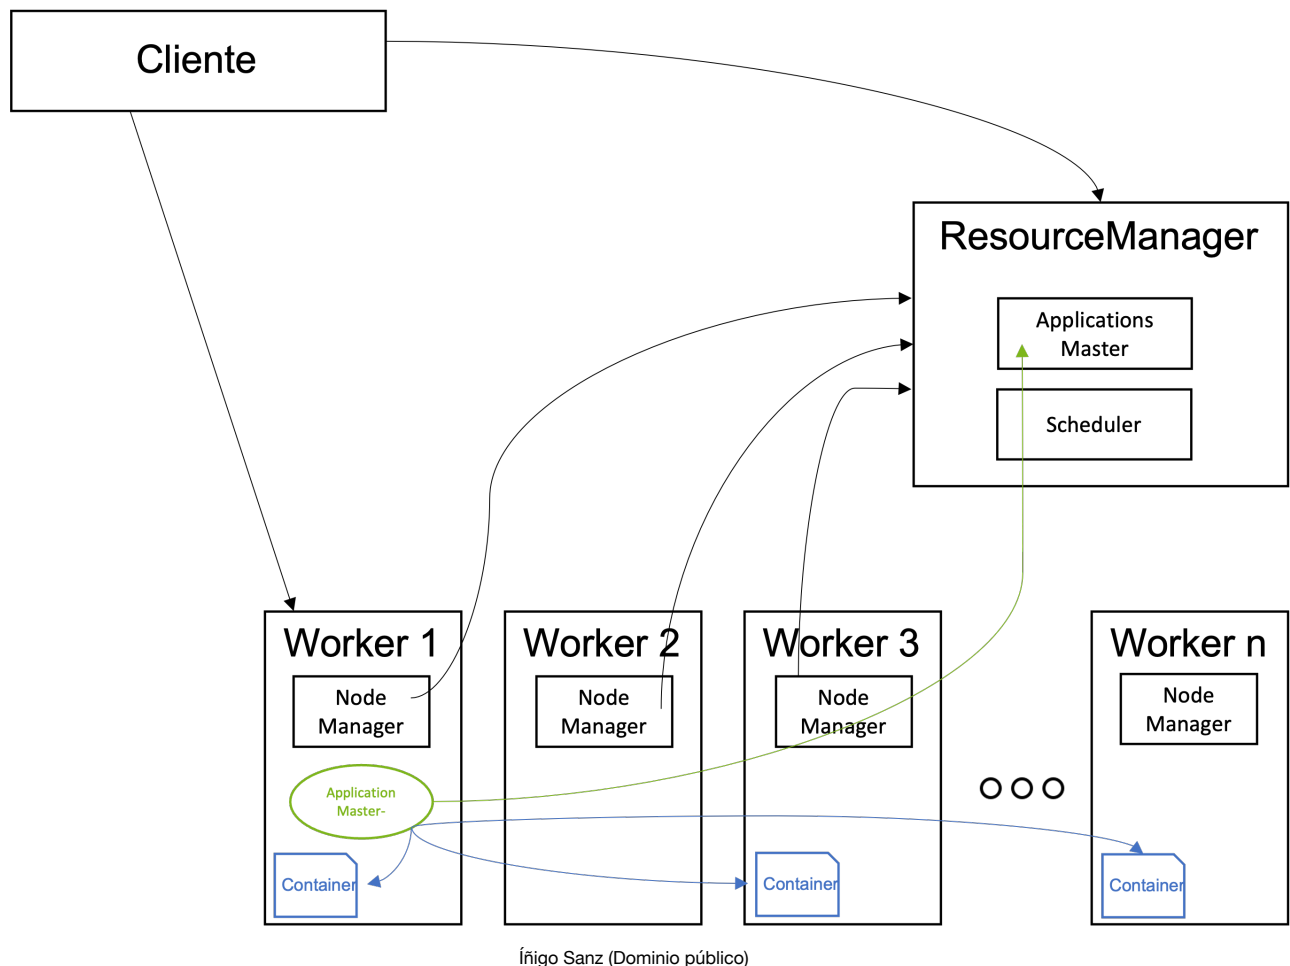 Cliente
ResourceManager
Applications
Master
Scheduler
Worker 1
Node
Manager
Application
Master-
Container
Worker 2
Node
Manager
Worker 3
Node
Manager
Container
Worker n
Node
Manager
Container
Íñigo Sanz (Dominio público)